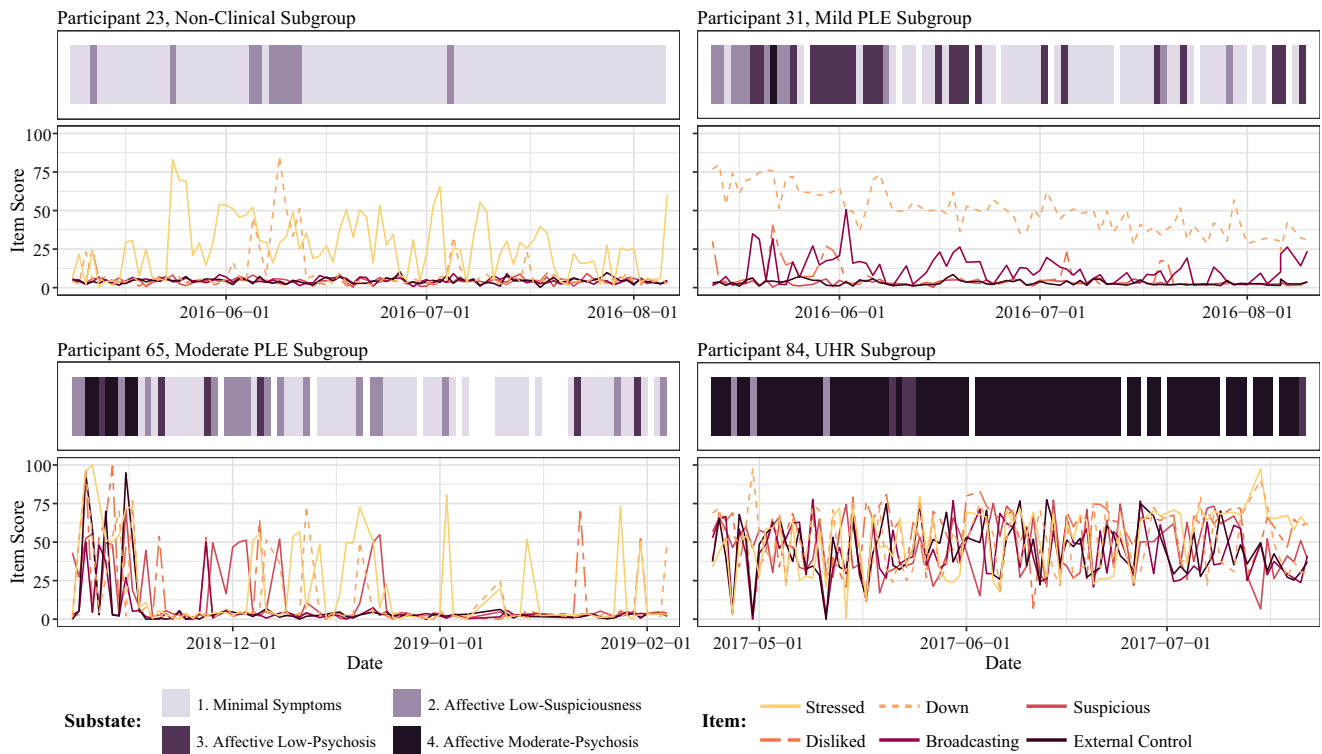 Participant 23, Non-Clinical Subgroup
Participant 31, Mild PLE Subgroup
100
75
50
25
0
Item Score
2016−06−01
2016−07−01
2016−08−01
2016−06−01
2016−07−01
2016−08−01
Participant 65, Moderate PLE Subgroup
Participant 84, UHR Subgroup
100
75
50
25
0
Item Score
2018−12−01
2019−01−01
2019−02−01
2017−05−01
2017−06−01
2017−07−01
Date
Date
Substate:
1. Minimal Symptoms
2. Affective Low-Suspiciousness
3. Affective Low-Psychosis
4. Affective Moderate-Psychosis
Item:
Stressed
Down
Suspicious
Disliked
Broadcasting
External Control